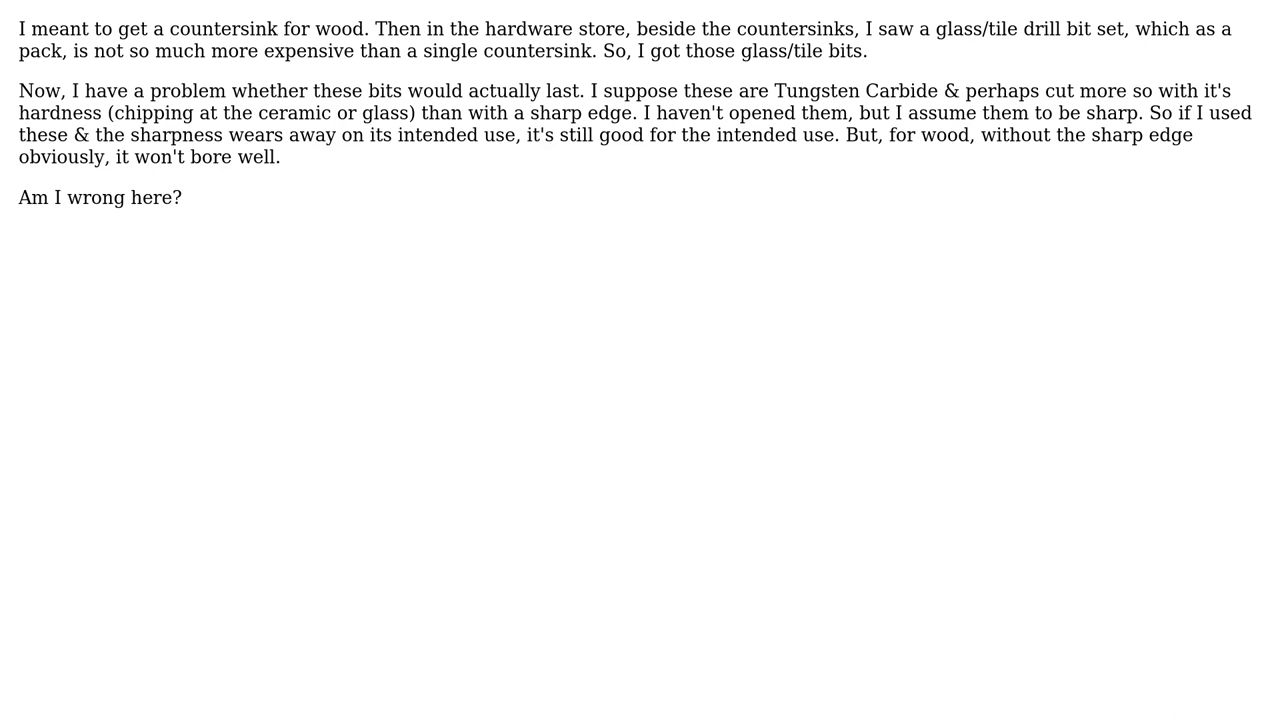 I meant to get a countersink for wood. Then in the hardware store, beside the countersinks, I saw a glass/tile drill bit set, which as a
pack, is not so much more expensive than a single countersink. So, I got those glass/tile bits.
Now, I have a problem whether these bits would actually last. I suppose these are Tungsten Carbide & perhaps cut more so with it's
hardness (chipping at the ceramic or glass) than with a sharp edge. I haven't opened them, but I assume them to be sharp. So if I used
these & the sharpness wears away on its intended use, it's still good for the intended use. But, for wood, without the sharp edge
obviously, it won't bore well.
Am I wrong here?